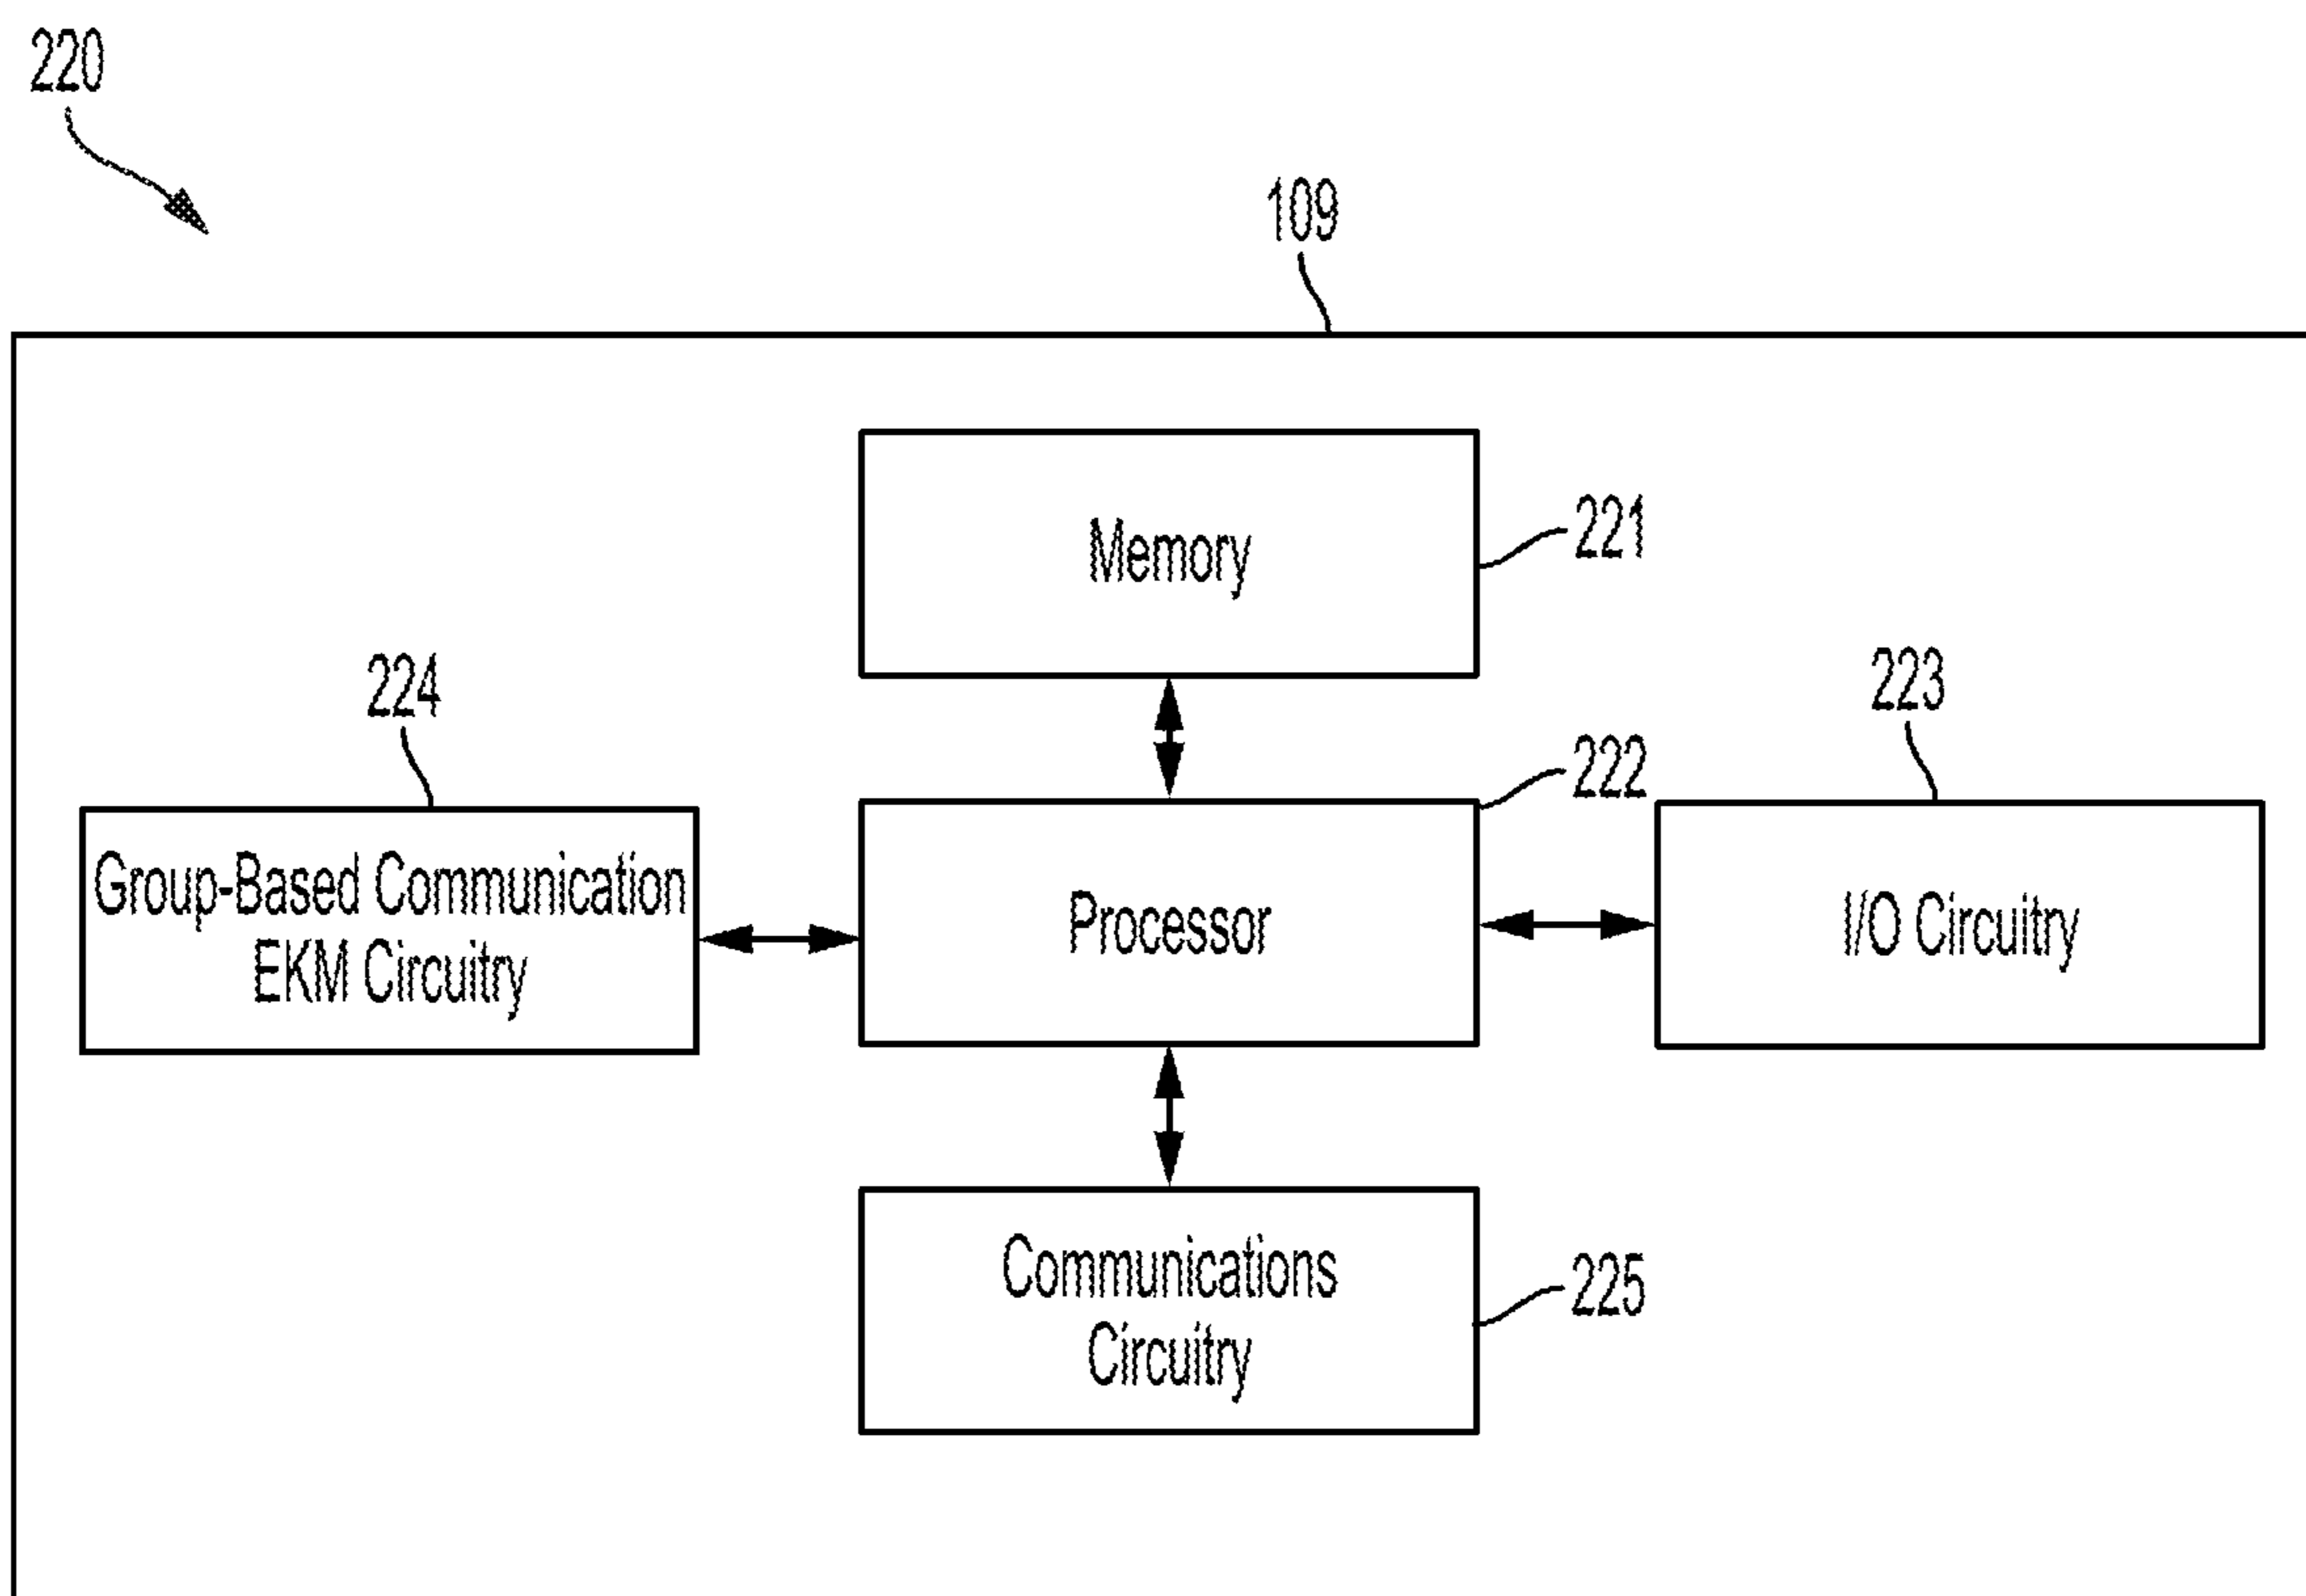 220
109
Memory
221
224
223
222
Group-Based Communication
EKM Circuitry
Processor
I/O Circuitry
Communications
Circuitry
225